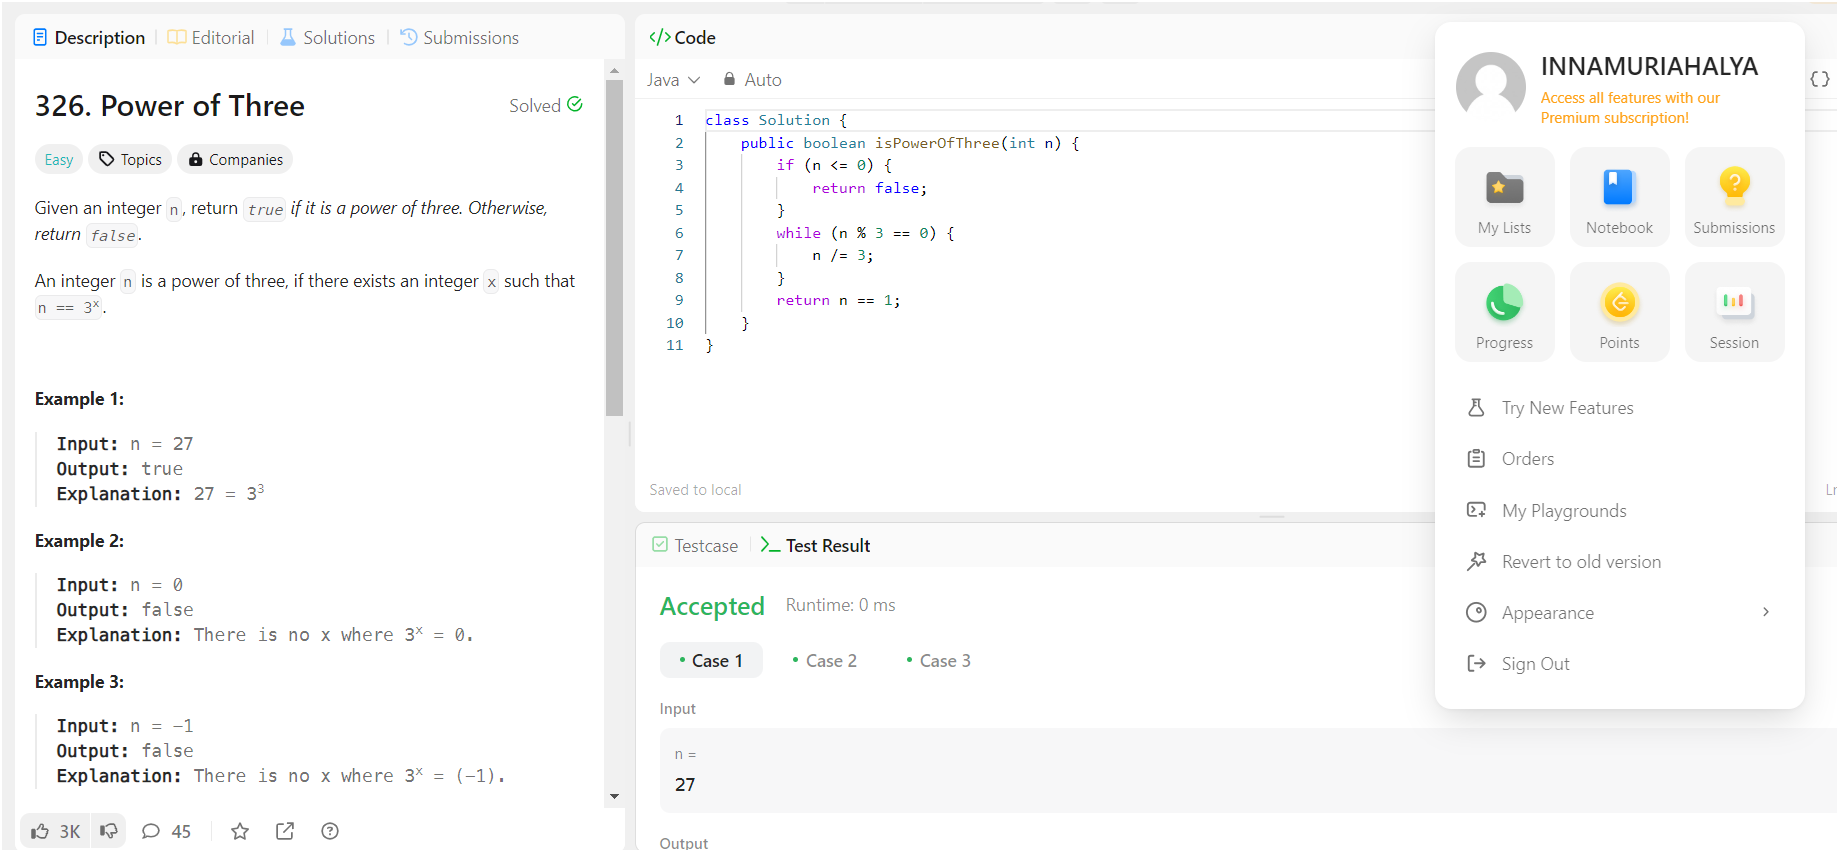 Description
Editorial
Solutions
Submissions
326. Power of Three
Solved
Easy
Topics
Companies
Given an integer n, return true if it is a power of three. Otherwise,
return false.
An integer n is a power of three, if there exists an integer x such that
n == 3ˣ.
Example 1:
Input: n = 27
Output: true
Explanation: 27 = 3³
Example 2:
Input: n = 0
Output: false
Explanation: There is no x where 3ˣ = 0.
Example 3:
Input: n = -1
Output: false
Explanation: There is no x where 3ˣ = (-1).
3K
45
</> Code
Java
Auto
{}
1 class Solution {
2 public boolean isPowerOfThree(int n) {
3 if (n <= 0) {
4 return false;
5 }
6 while (n % 3 == 0) {
7 n /= 3;
8 }
9 return n == 1;
10 }
11 }
Saved to local
Testcase
Test Result
Accepted
Runtime: 0 ms
Case 1
Case 2
Case 3
Input
n =
27
Output
INNAMURIAHALYA
Access all features with our
Premium subscription!
My Lists
Notebook
Submissions
Progress
Points
Session
Try New Features
Orders
My Playgrounds
Revert to old version
Appearance
Sign Out